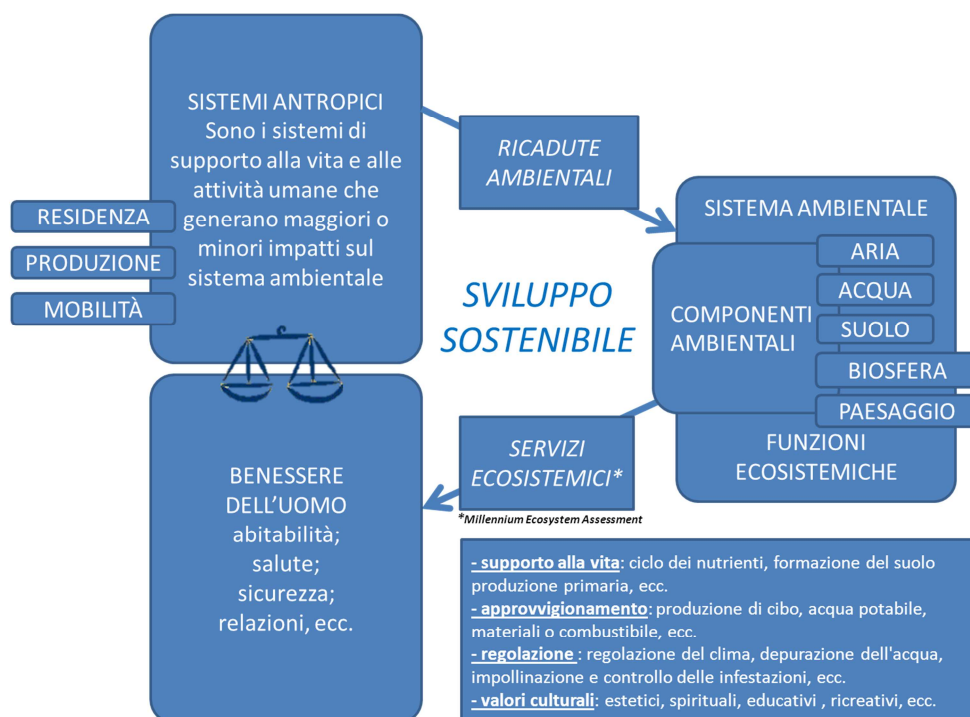 SISTEMI ANTROPICI
Sono i sistemi di
supporto alla vita e alle
attività umane che
generano maggiori o
minori impatti sul
sistema ambientale
RESIDENZA
PRODUZIONE
MOBILITÀ
RICADUTE
AMBIENTALI
SISTEMA AMBIENTALE
COMPONENTI
AMBIENTALI
ARIA
ACQUA
SUOLO
BIOSFERA
PAESAGGIO
FUNZIONI
ECOSISTEMICHE
SVILUPPO
SOSTENIBILE
SERVIZI
ECOSISTEMICI*
*Millennium Ecosystem Assessment
BENESSERE
DELL'UOMO
abitabilità;
salute;
sicurezza;
relazioni, ecc.
- supporto alla vita: ciclo dei nutrienti, formazione del suolo
produzione primaria, ecc.
- approvvigionamento: produzione di cibo, acqua potabile,
materiali o combustibile, ecc.
- regolazione : regolazione del clima, depurazione dell'acqua,
impollinazione e controllo delle infestazioni, ecc.
- valori culturali: estetici, spirituali, educativi , ricreativi, ecc.